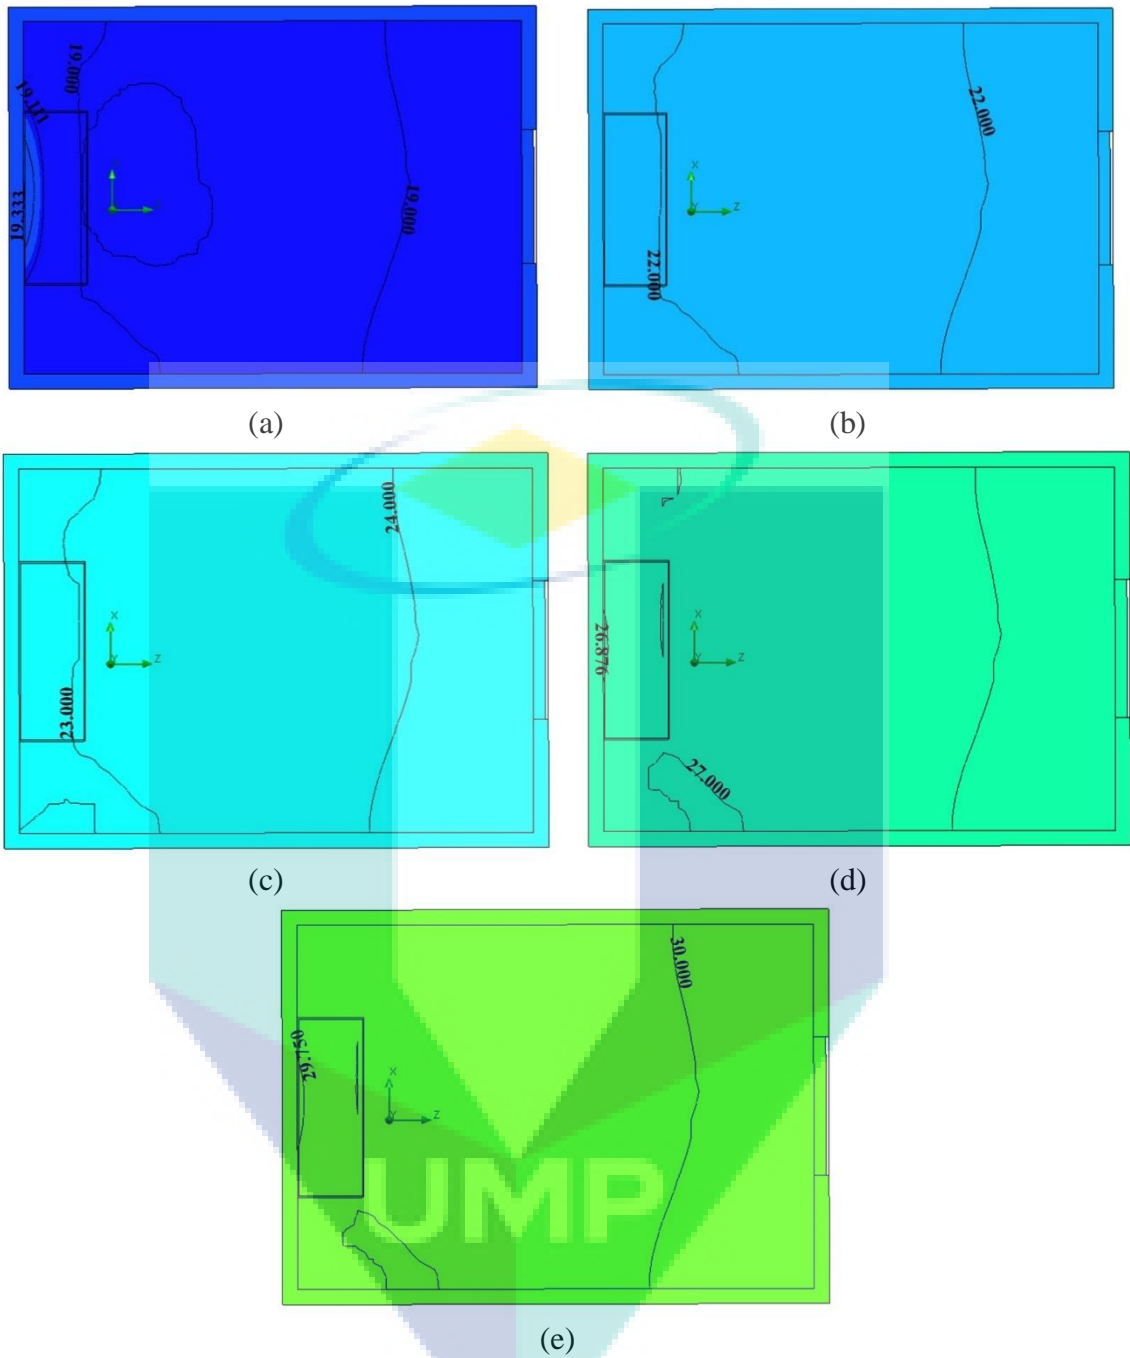 19.000
19.111
19.333
19.000
X
Z
(a)
22.000
22.000
X
Y
Z
(b)
24.000
23.000
X
Y
Z
(c)
26.876
27.000
X
Y
Z
(d)
30.000
29.750
X
Y
Z
UMP
(e)